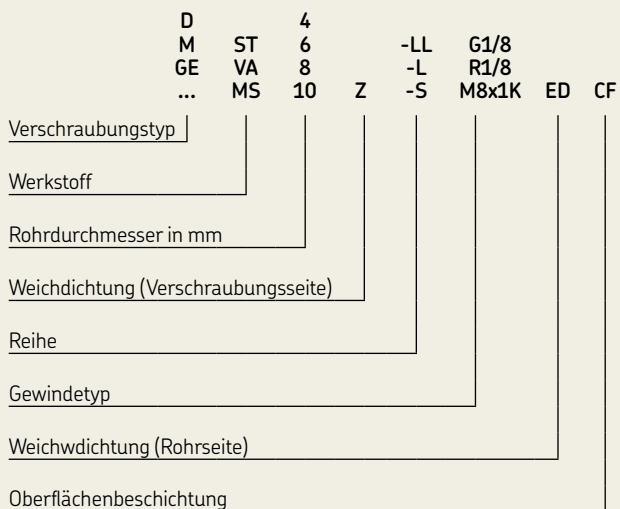 D 4
M ST 6 -LL G1/8
GE VA 8 -L R1/8
... MS 10 Z -S M8x1K ED CF
Verschraubungstyp
Werkstoff
Rohrdurchmesser in mm
Weichdichtung (Verschraubungsseite)
Reihe
Gewindetyp
Weichwdichtung (Rohrseite)
Oberflächenbeschichtung